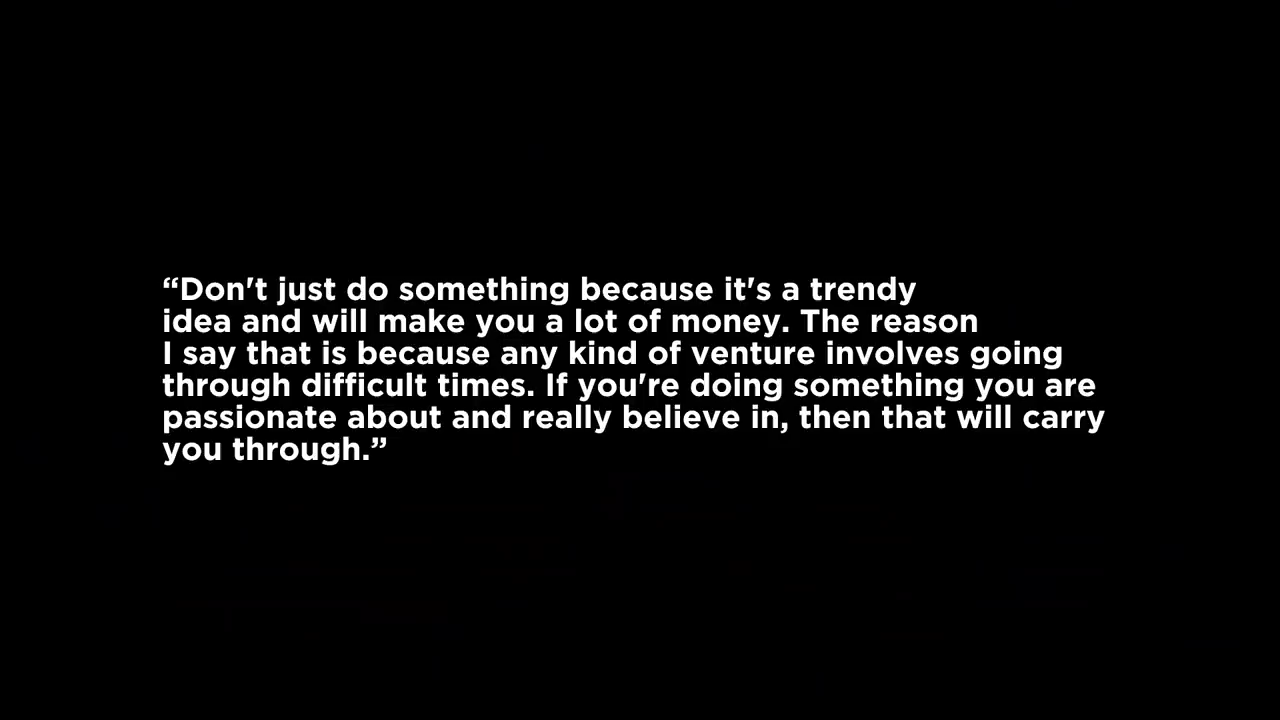 “Don't just do something because it's a trendy
idea and will make you a lot of money. The reason
I say that is because any kind of venture involves going
through difficult times. If you're doing something you are
passionate about and really believe in, then that will carry
you through.”